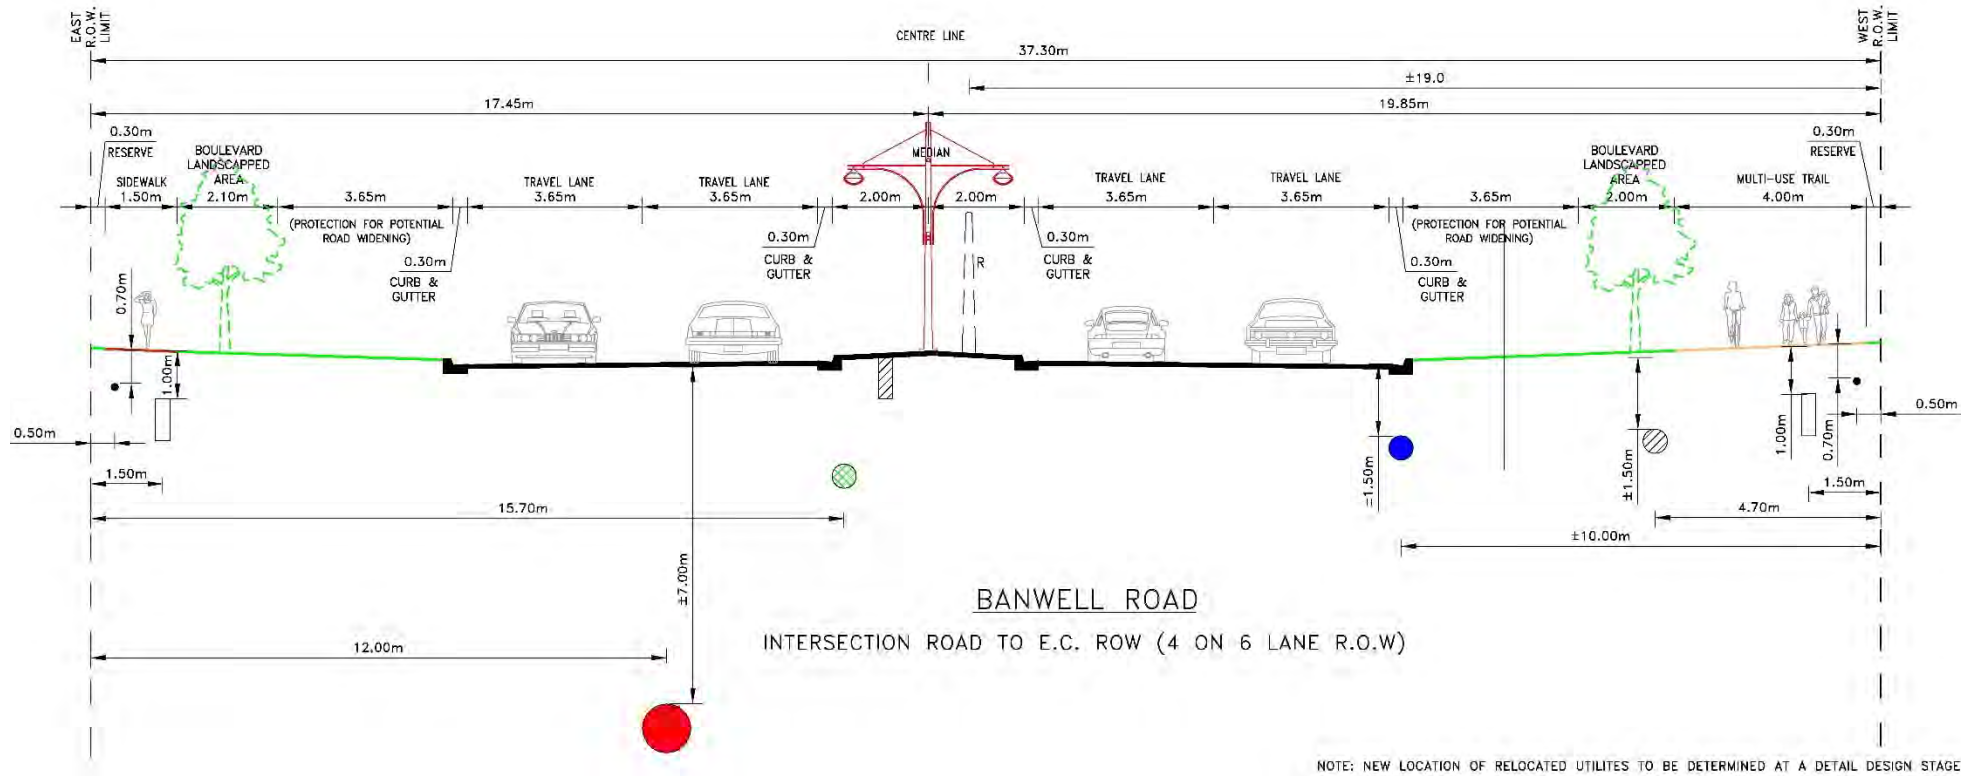 EAST
R.O.W.
LIMIT
CENTRE LINE
WEST
R.O.W.
LIMIT
37.30m
±19.0
17.45m
19.85m
0.30m
RESERVE
BOULEVARD
LANDSCAPPED
AREA
MEDIAN
BOULEVARD
LANDSCAPPED
AREA
0.30m
RESERVE
SIDEWALK
TRAVEL LANE
TRAVEL LANE
TRAVEL LANE
TRAVEL LANE
MULTI-USE TRAIL
1.50m
2.10m
3.65m
3.65m
3.65m
2.00m
2.00m
3.65m
3.65m
3.65m
2.00m
4.00m
(PROTECTION FOR POTENTIAL
ROAD WIDENING)
(PROTECTION FOR POTENTIAL
ROAD WIDENING)
0.30m
CURB &
GUTTER
0.30m
CURB &
GUTTER
0.30m
CURB &
GUTTER
0.30m
CURB &
GUTTER
R
0.70m
1.00m
0.50m
1.50m
15.70m
±7.00m
12.00m
±1.50m
±1.50m
1.00m
0.70m
0.50m
1.50m
4.70m
±10.00m
BANWELL ROAD
INTERSECTION ROAD TO E.C. ROW (4 ON 6 LANE R.O.W)
NOTE: NEW LOCATION OF RELOCATED UTILITES TO BE DETERMINED AT A DETAIL DESIGN STAGE